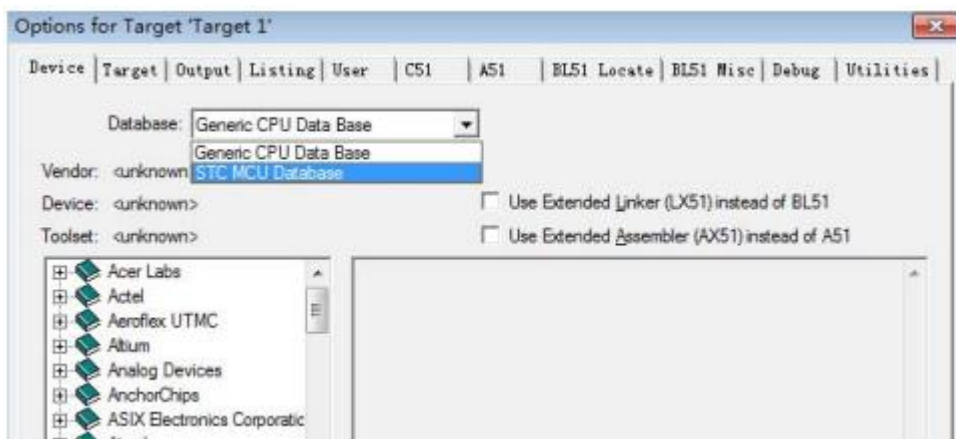 Options for Target 'Target 1'
Device Target Output Listing User C51 A51 BL51 Locate BL51 Misc Debug Utilities
Database: Generic CPU Data Base
Generic CPU Data Base
Vendor: <unknown STC MCU Database
Device: <unknown>
Use Extended Linker (LX51) instead of BL51
Toolset: <unknown>
Use Extended Assembler (AX51) instead of A51
Acer Labs
Actel
Aeroflex UTMC
Altium
Analog Devices
AnchorChips
ASIX Electronics Corporatic